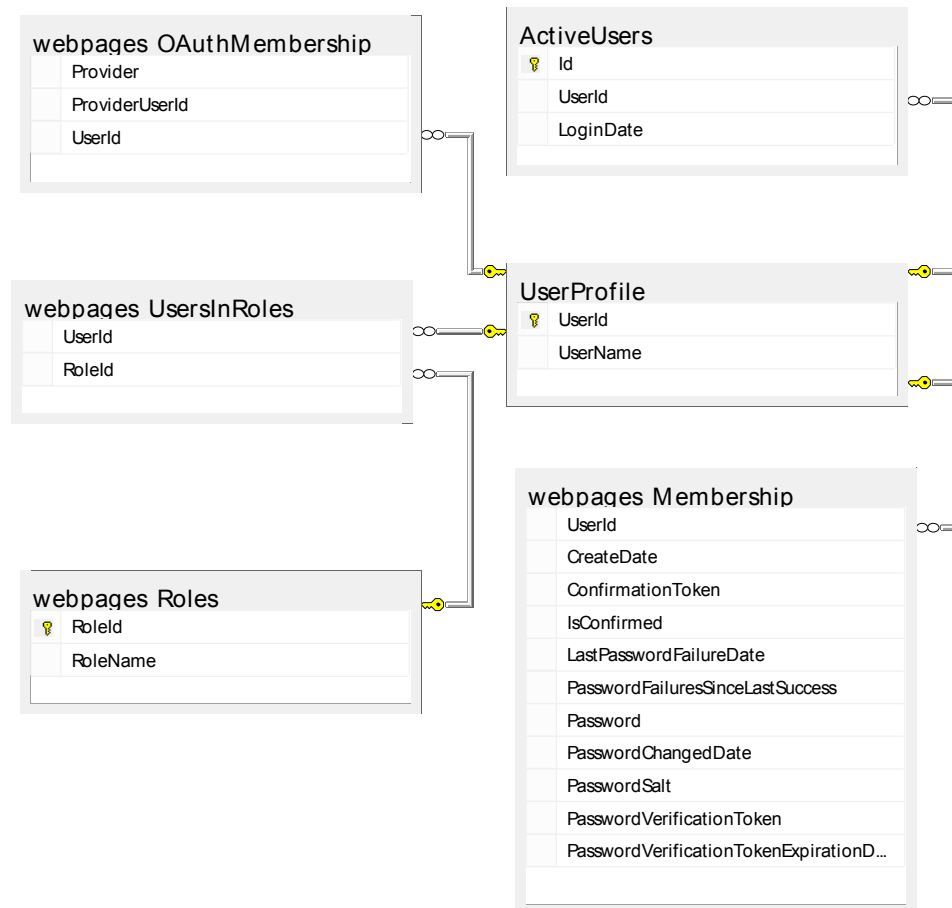 webpages OAuthMembership
Provider
ProviderUserId
UserId
ActiveUsers
Id
UserId
LoginDate
webpages UsersInRoles
UserId
RoleId
UserProfile
UserId
UserName
webpages Roles
RoleId
RoleName
webpages Membership
UserId
CreateDate
ConfirmationToken
IsConfirmed
LastPasswordFailureDate
PasswordFailuresSinceLastSuccess
Password
PasswordChangedDate
PasswordSalt
PasswordVerificationToken
PasswordVerificationTokenExpirationD...